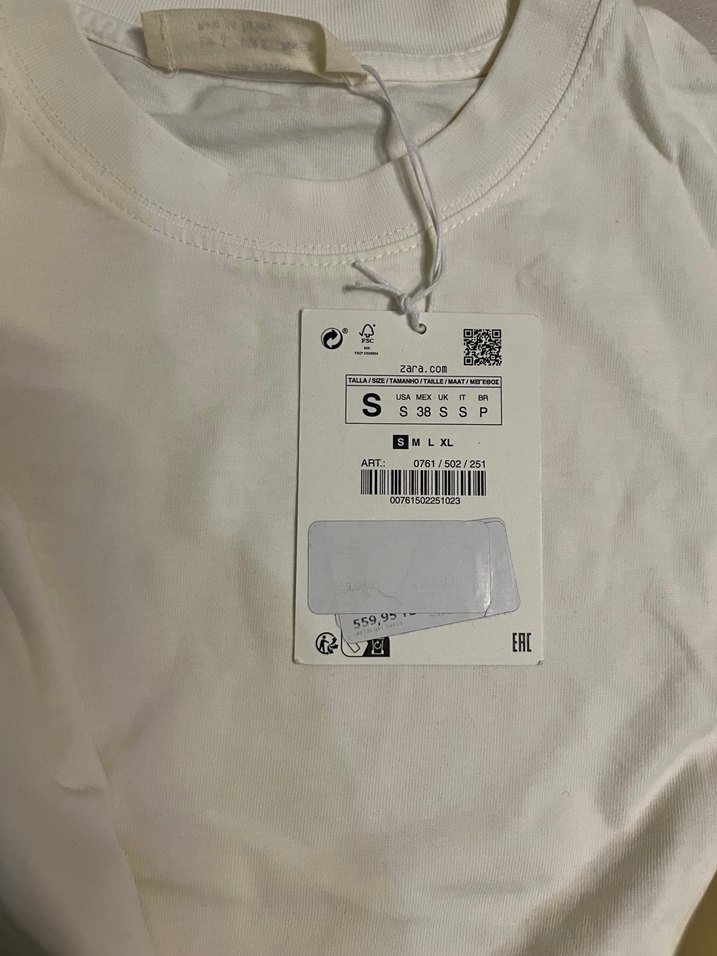 FSC
zara.com
TALLA / SIZE / TAMANHO / TAILLE / MAAT / ΜΕΓΕΘΟΣ
S
USA MEX UK IT BR
S 38 S S P
S M L XL
ART.: 0761 / 502 / 251
00761502251023
559,95
EAC